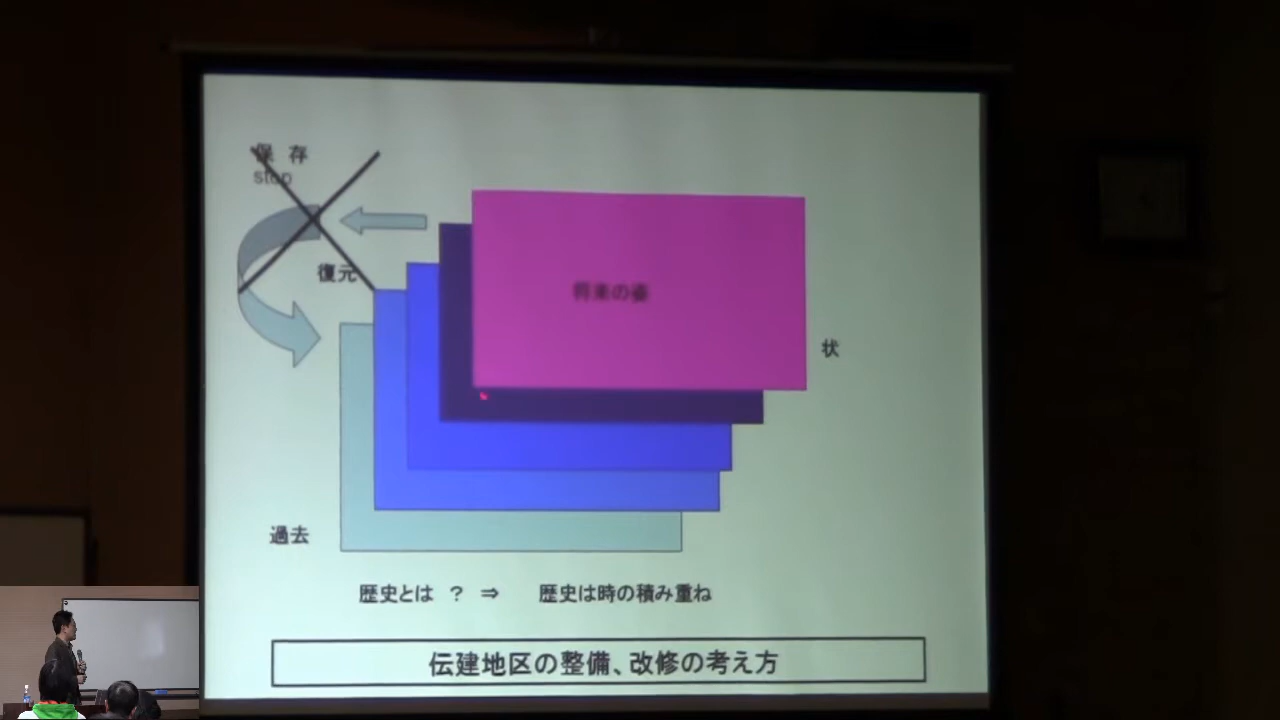 保 存
stop
復元
将来の姿
状
過去
歴史とは ? ⇒ 歴史は時の積み重ね
伝建地区の整備、改修の考え方